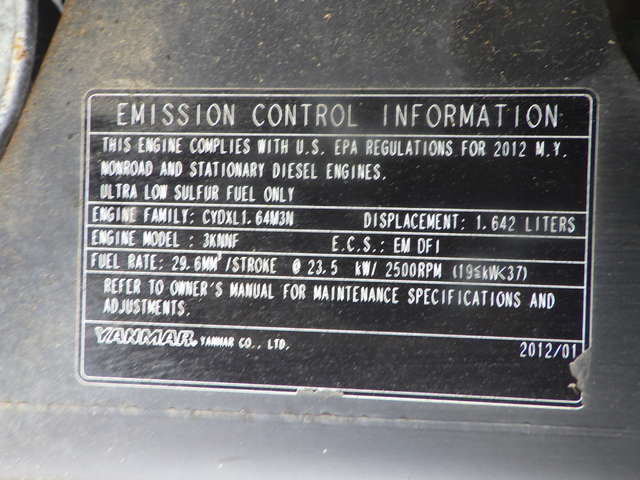 EMISSION CONTROL INFORMATION
THIS ENGINE COMPLIES WITH U.S. EPA REGULATIONS FOR 2012 M.Y.
NONROAD AND STATIONARY DIESEL ENGINES.
ULTRA LOW SULFUR FUEL ONLY
ENGINE FAMILY: CYDXL1.64M3N DISPLACEMENT: 1.642 LITERS
ENGINE MODEL: 3KNNF E.C.S.: EM DFI
FUEL RATE: 29.6MM³/STROKE @ 23.5 kW/ 2500RPM (19≦kW<37)
REFER TO OWNER'S MANUAL FOR MAINTENANCE SPECIFICATIONS AND
ADJUSTMENTS.
YANMAR. YANMAR CO., LTD.
2012/01